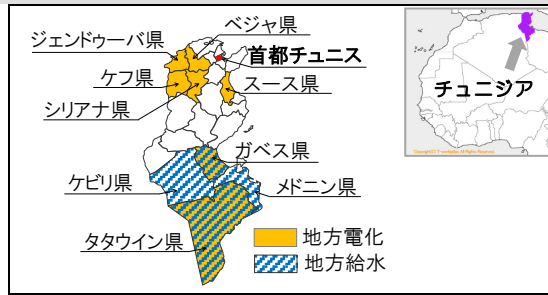 ベジャ県
ジェンドゥーバ県
首都チュニス
ケフ県
スース県
シリアナ県
ガベス県
ケビリ県
メドニン県
タタウイン県
地方電化
地方給水
チュニジア